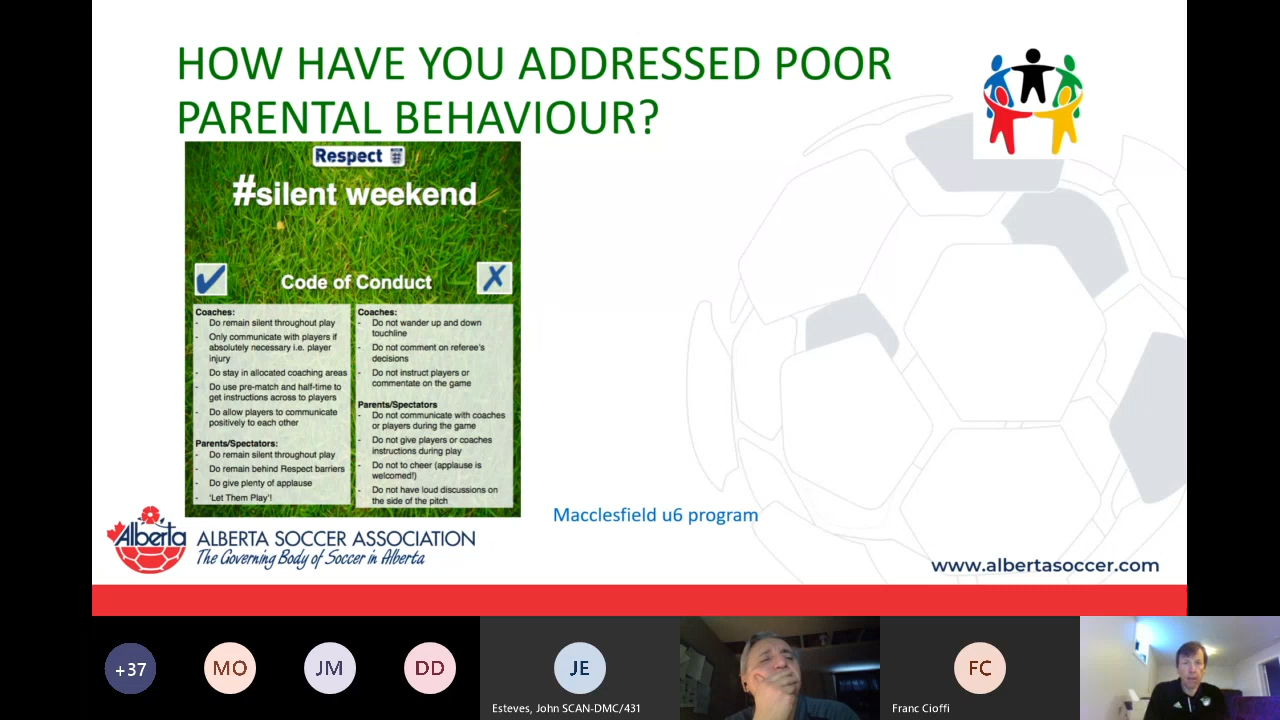 HOW HAVE YOU ADDRESSED POOR
PARENTAL BEHAVIOUR?
Respect
#silent weekend
Code of Conduct
Coaches:
- Do remain silent throughout play
- Only communicate with players if
absolutely necessary i.e. player
injury
- Do stay in allocated coaching areas
- Do use pre-match and half-time to
get instructions across to players
- Do allow players to communicate
positively to each other
Parents/Spectators:
- Do remain silent throughout play
- Do remain behind Respect barriers
- Do give plenty of applause
- 'Let Them Play'!
Coaches:
- Do not wander up and down
touchline
- Do not comment on referee's
decisions
- Do not instruct players or
commentate on the game
Parents/Spectators
- Do not communicate with coaches
or players during the game
- Do not give players or coaches
instructions during play
- Do not to cheer (applause is
welcomed!)
- Do not have loud discussions on
the side of the pitch
Macclesfield u6 program
Alberta
ALBERTA SOCCER ASSOCIATION
The Governing Body of Soccer in Alberta
www.albertasoccer.com
+37
MO
JM
DD
JE
Esteves, John SCAN-DMC/431
FC
Franc Cioffi